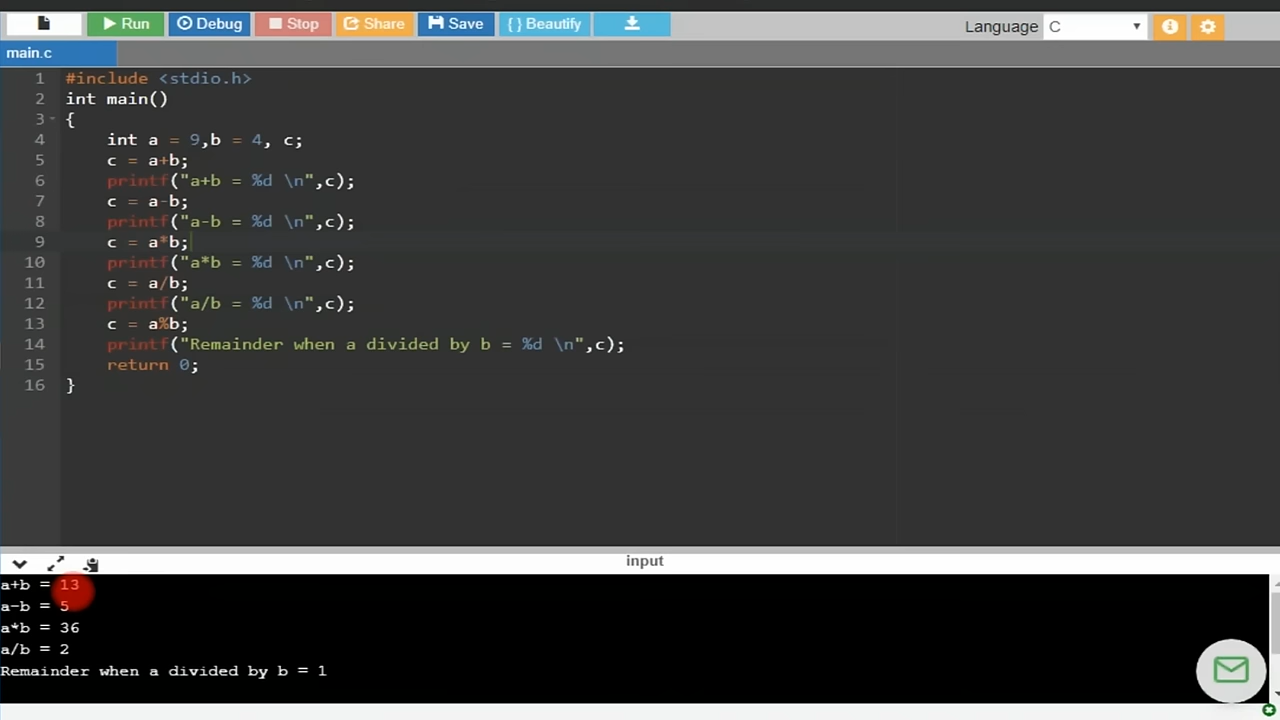 Run Debug Stop Share Save { } Beautify Language C
main.c
1 #include <stdio.h>
2 int main()
3 {
4 int a = 9,b = 4, c;
5 c = a+b;
6 printf("a+b = %d \n",c);
7 c = a-b;
8 printf("a-b = %d \n",c);
9 c = a*b;
10 printf("a*b = %d \n",c);
11 c = a/b;
12 printf("a/b = %d \n",c);
13 c = a%b;
14 printf("Remainder when a divided by b = %d \n",c);
15 return 0;
16 }
input
a+b = 13
a-b = 5
a*b = 36
a/b = 2
Remainder when a divided by b = 1